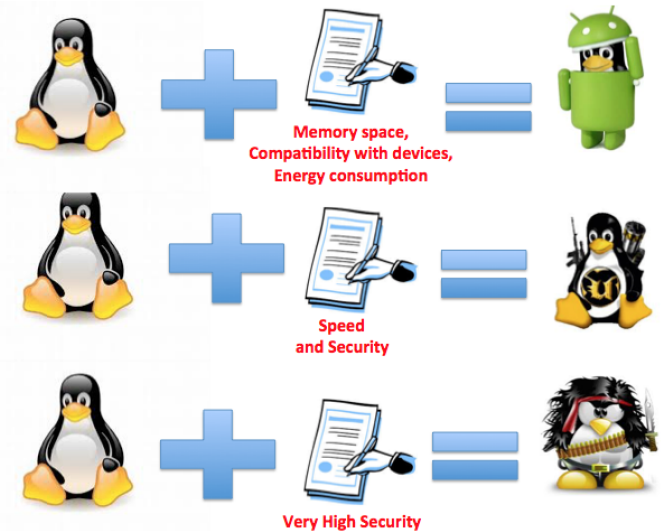 Memory space,
Compatibility with devices,
Energy consumption
Speed
and Security
Very High Security